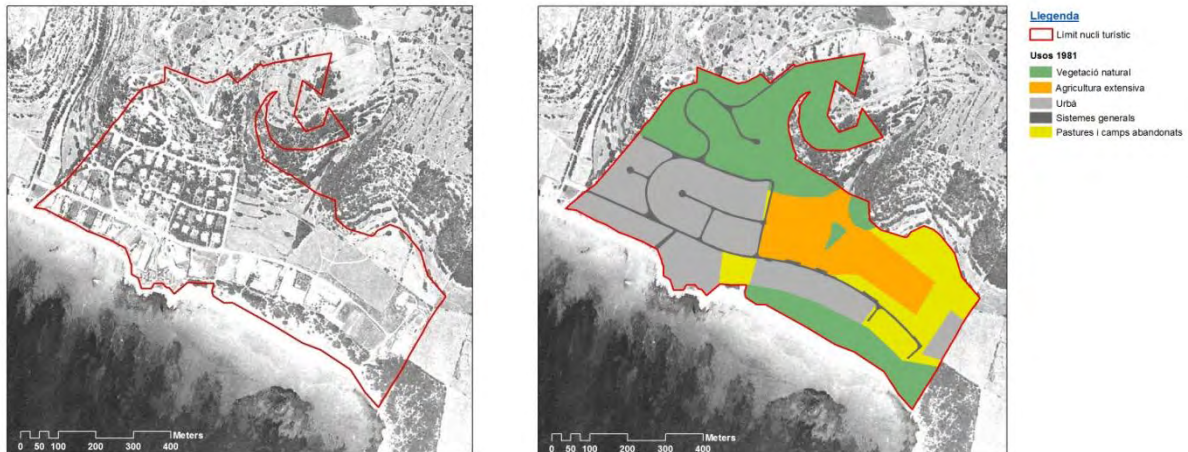 Meters
0 50 100 200 300 400
Meters
0 50 100 200 300 400
Llegenda
Límit nucli turístic
Usos 1981
Vegetació natural
Agricultura extensiva
Urbà
Sistemes generals
Pastures i camps abandonats